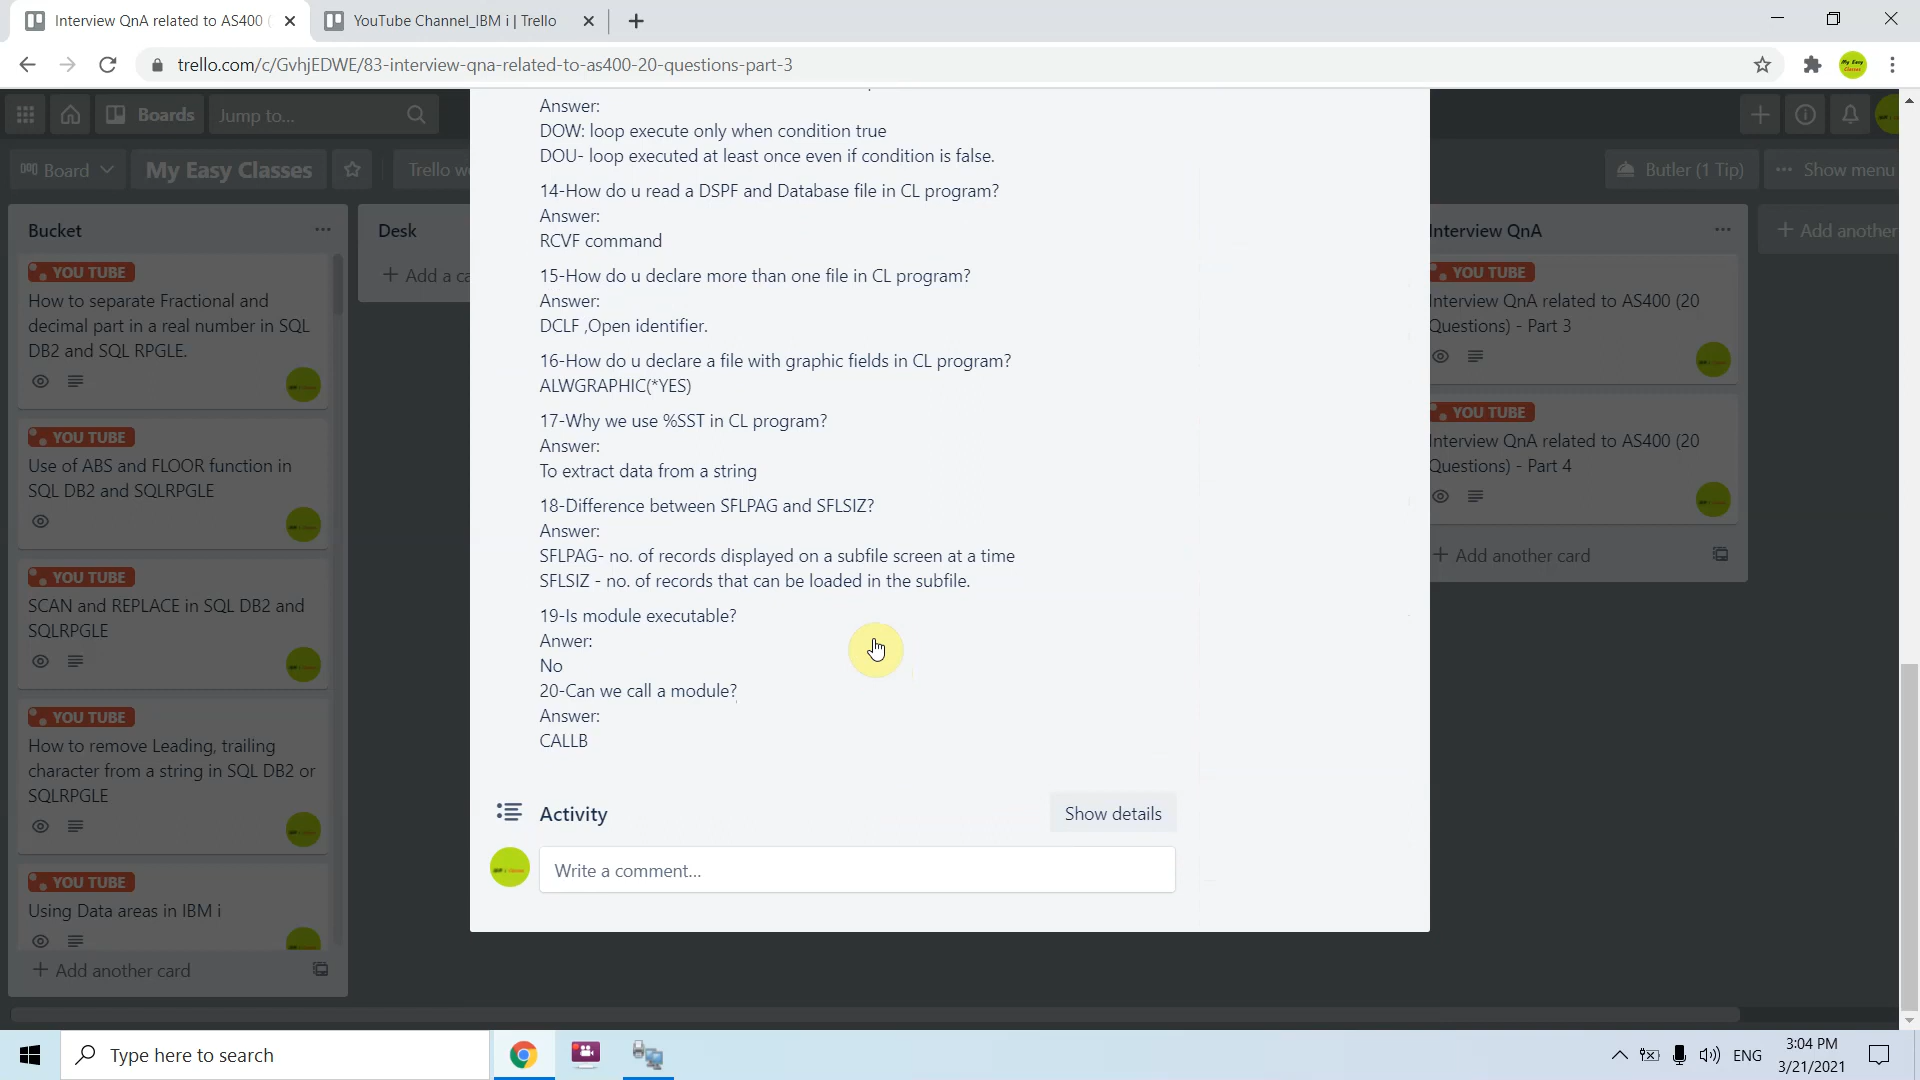 Interview QnA related to AS400 (
YouTube Channel_IBM i | Trello
trello.com/c/GvhjEDWE/83-interview-qna-related-to-as400-20-questions-part-3
Boards
Jump to...
Board
My Easy Classes
Trello w
Butler (1 Tip)
Show menu
Bucket
YOU TUBE
How to separate Fractional and
decimal part in a real number in SQL
DB2 and SQL RPGLE.
YOU TUBE
Use of ABS and FLOOR function in
SQL DB2 and SQLRPGLE
YOU TUBE
SCAN and REPLACE in SQL DB2 and
SQLRPGLE
YOU TUBE
How to remove Leading, trailing
character from a string in SQL DB2 or
SQLRPGLE
YOU TUBE
Using Data areas in IBM i
+ Add another card
Desk
+ Add a ca
Answer:
DOW: loop execute only when condition true
DOU- loop executed at least once even if condition is false.
14-How do u read a DSPF and Database file in CL program?
Answer:
RCVF command
15-How do u declare more than one file in CL program?
Answer:
DCLF ,Open identifier.
16-How do u declare a file with graphic fields in CL program?
ALWGRAPHIC(*YES)
17-Why we use %SST in CL program?
Answer:
To extract data from a string
18-Difference between SFLPAG and SFLSIZ?
Answer:
SFLPAG- no. of records displayed on a subfile screen at a time
SFLSIZ - no. of records that can be loaded in the subfile.
19-Is module executable?
Anwer:
No
20-Can we call a module?
Answer:
CALLB
Activity
Show details
Write a comment...
Interview QnA
YOU TUBE
Interview QnA related to AS400 (20
Questions) - Part 3
YOU TUBE
Interview QnA related to AS400 (20
Questions) - Part 4
+ Add another card
+ Add another
Type here to search
ENG
3:04 PM
3/21/2021